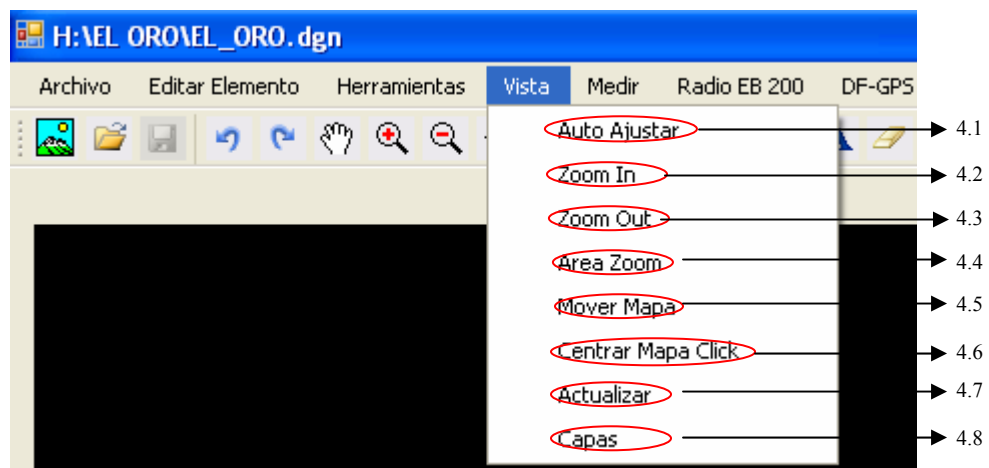 H:\EL ORO\EL_ORO.dgn
Archivo Editar Elemento Herramientas Vista Medir Radio EB 200 DF-GPS
Auto Ajustar 4.1
Zoom In 4.2
Zoom Out 4.3
Area Zoom 4.4
Mover Mapa 4.5
Centrar Mapa Click 4.6
Actualizar 4.7
Capas 4.8